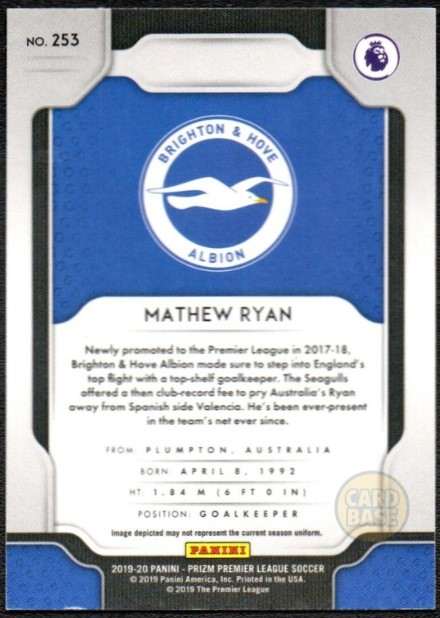 NO. 253
BRIGHTON & HOVE
ALBION
MATHEW RYAN
Newly promoted to the Premier League in 2017-18,
Brighton & Hove Albion made sure to step into England's
top flight with a top-shelf goalkeeper. The Seagulls
offered a then club-record fee to pry Australia's Ryan
away from Spanish side Valencia. He's been ever-present
in the team's net ever since.
FROM: PLUMPTON, AUSTRALIA
BORN: APRIL 8, 1992
HT: 1.84 M (6 FT 0 IN)
POSITION: GOALKEEPER
CARD
BASE
Image depicted may not represent the current season uniform.
PANINI
2019-20 PANINI - PRIZM PREMIER LEAGUE SOCCER
© 2019 Panini America, Inc. Printed in the USA.
© 2019 The Premier League